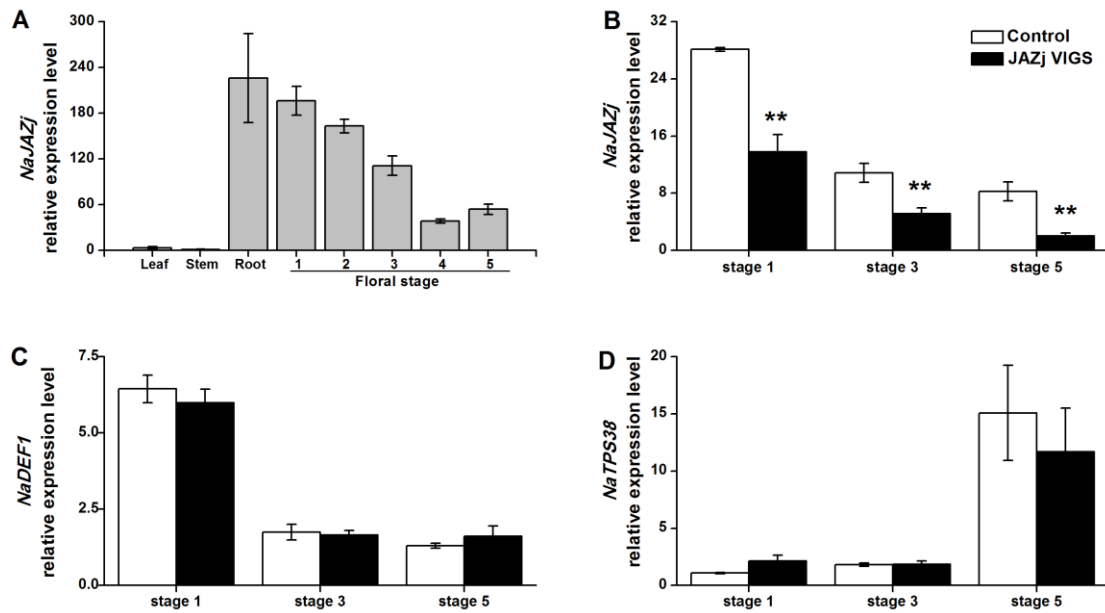 A
NaJAZj
relative expression level
300
240
180
120
60
0
Leaf Stem Root 1 2 3 4 5
Floral stage
B
NaJAZj
relative expression level
28
24
16
8
0
Control
JAZj VIGS
**
**
**
stage 1 stage 3 stage 5
C
NaDEF1
relative expression level
7.5
5.0
2.5
0.0
stage 1 stage 3 stage 5
D
NaTPS38
relative expression level
20
15
10
5
0
stage 1 stage 3 stage 5